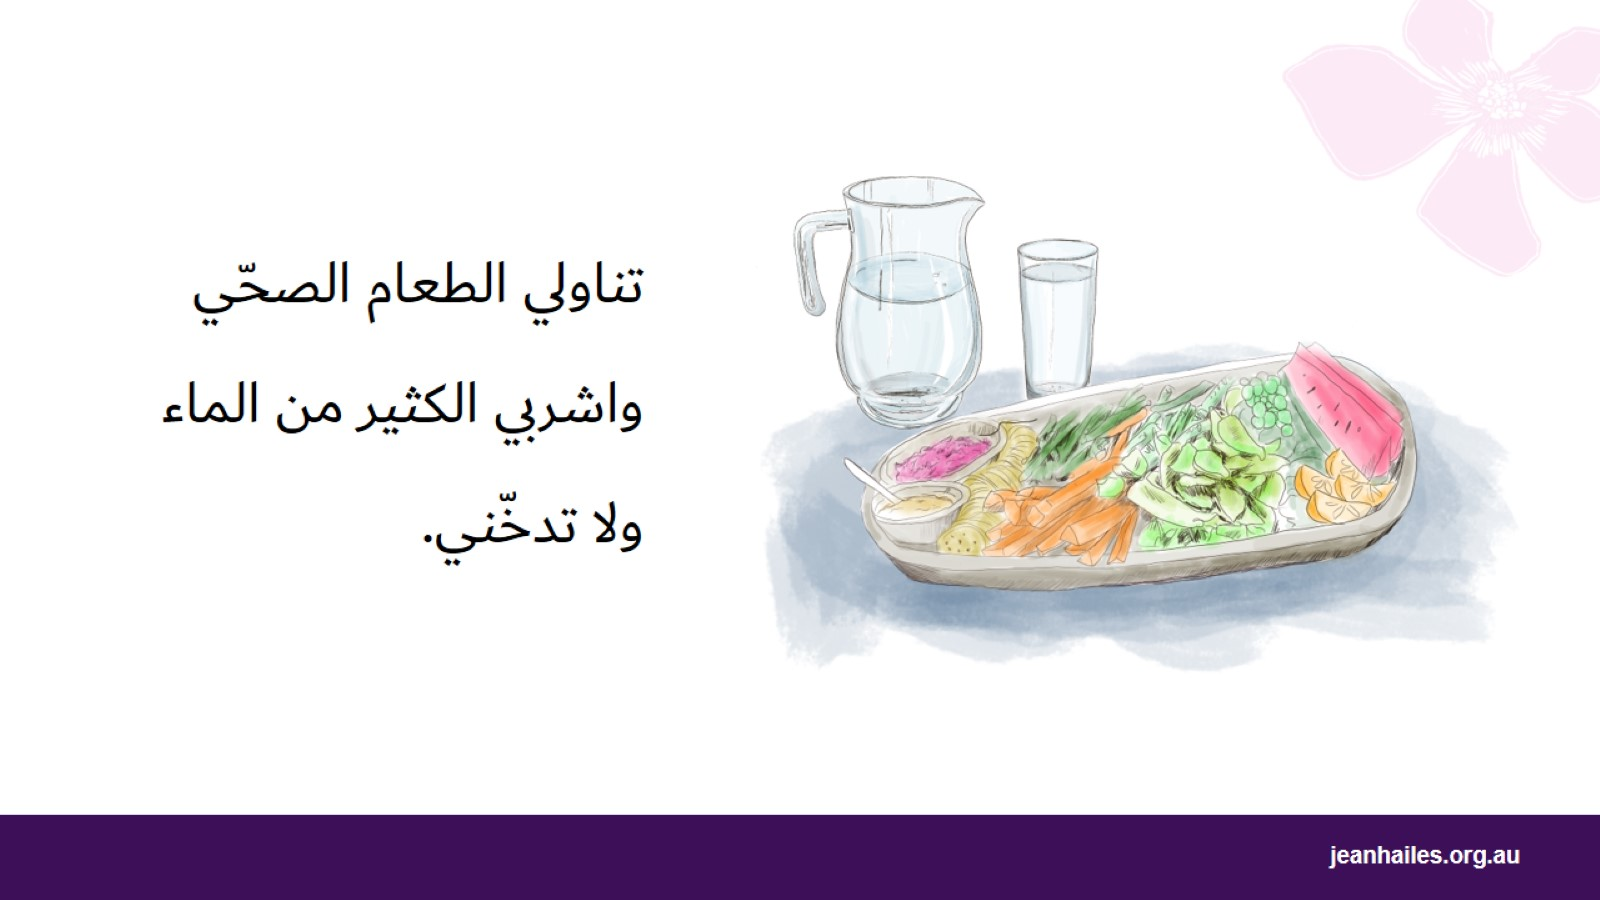 تناولي الطعام الصحّي
واشربي الكثير من الماء
ولا تدخّني.
jeanhailes.org.au